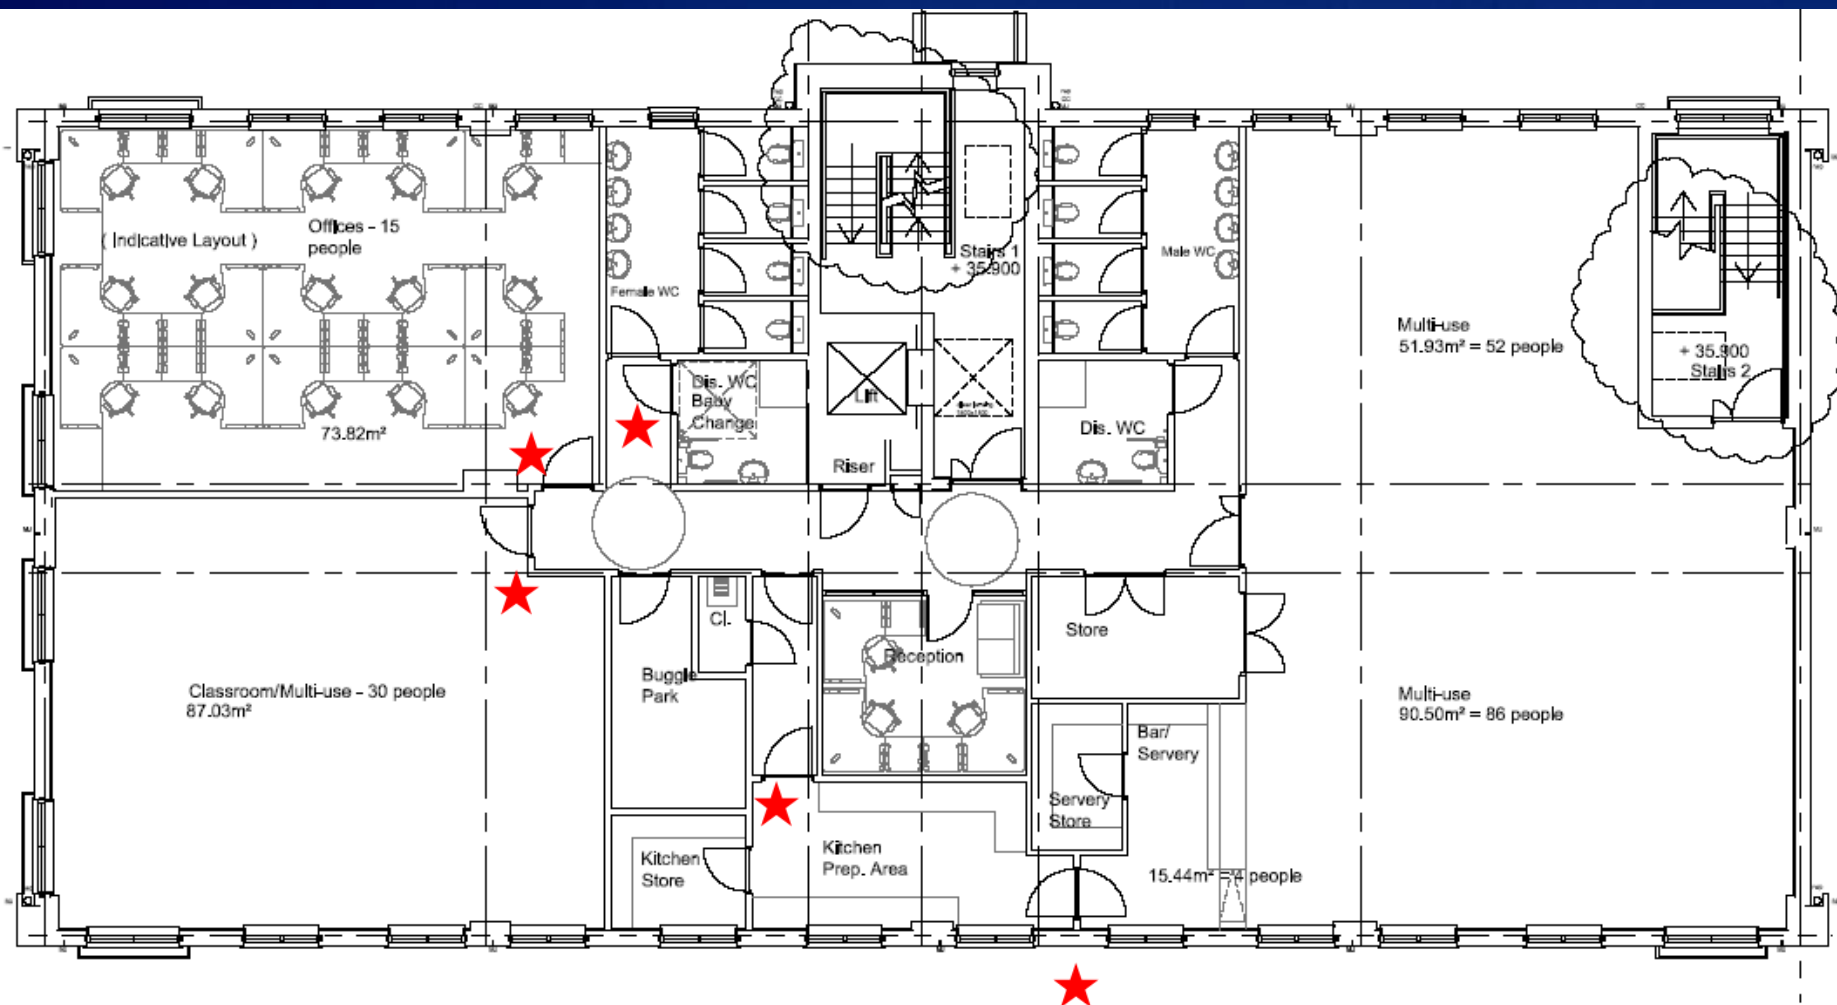 ( Indicative Layout )
Offices - 15
people
73.82m²
Female WC
Stairs 1
+ 35.900
Male WC
Multi-use
51.93m² = 52 people
+ 35.900
Stairs 2
Dis. WC
Baby
Change
Lift
Riser
Dis. WC
Classroom/Multi-use - 30 people
87.03m²
Buggie
Park
Cl.
Reception
Store
Multi-use
90.50m² = 86 people
Bar/
Servery
Servery
Store
Kitchen
Store
Kitchen
Prep. Area
15.44m² = 4 people